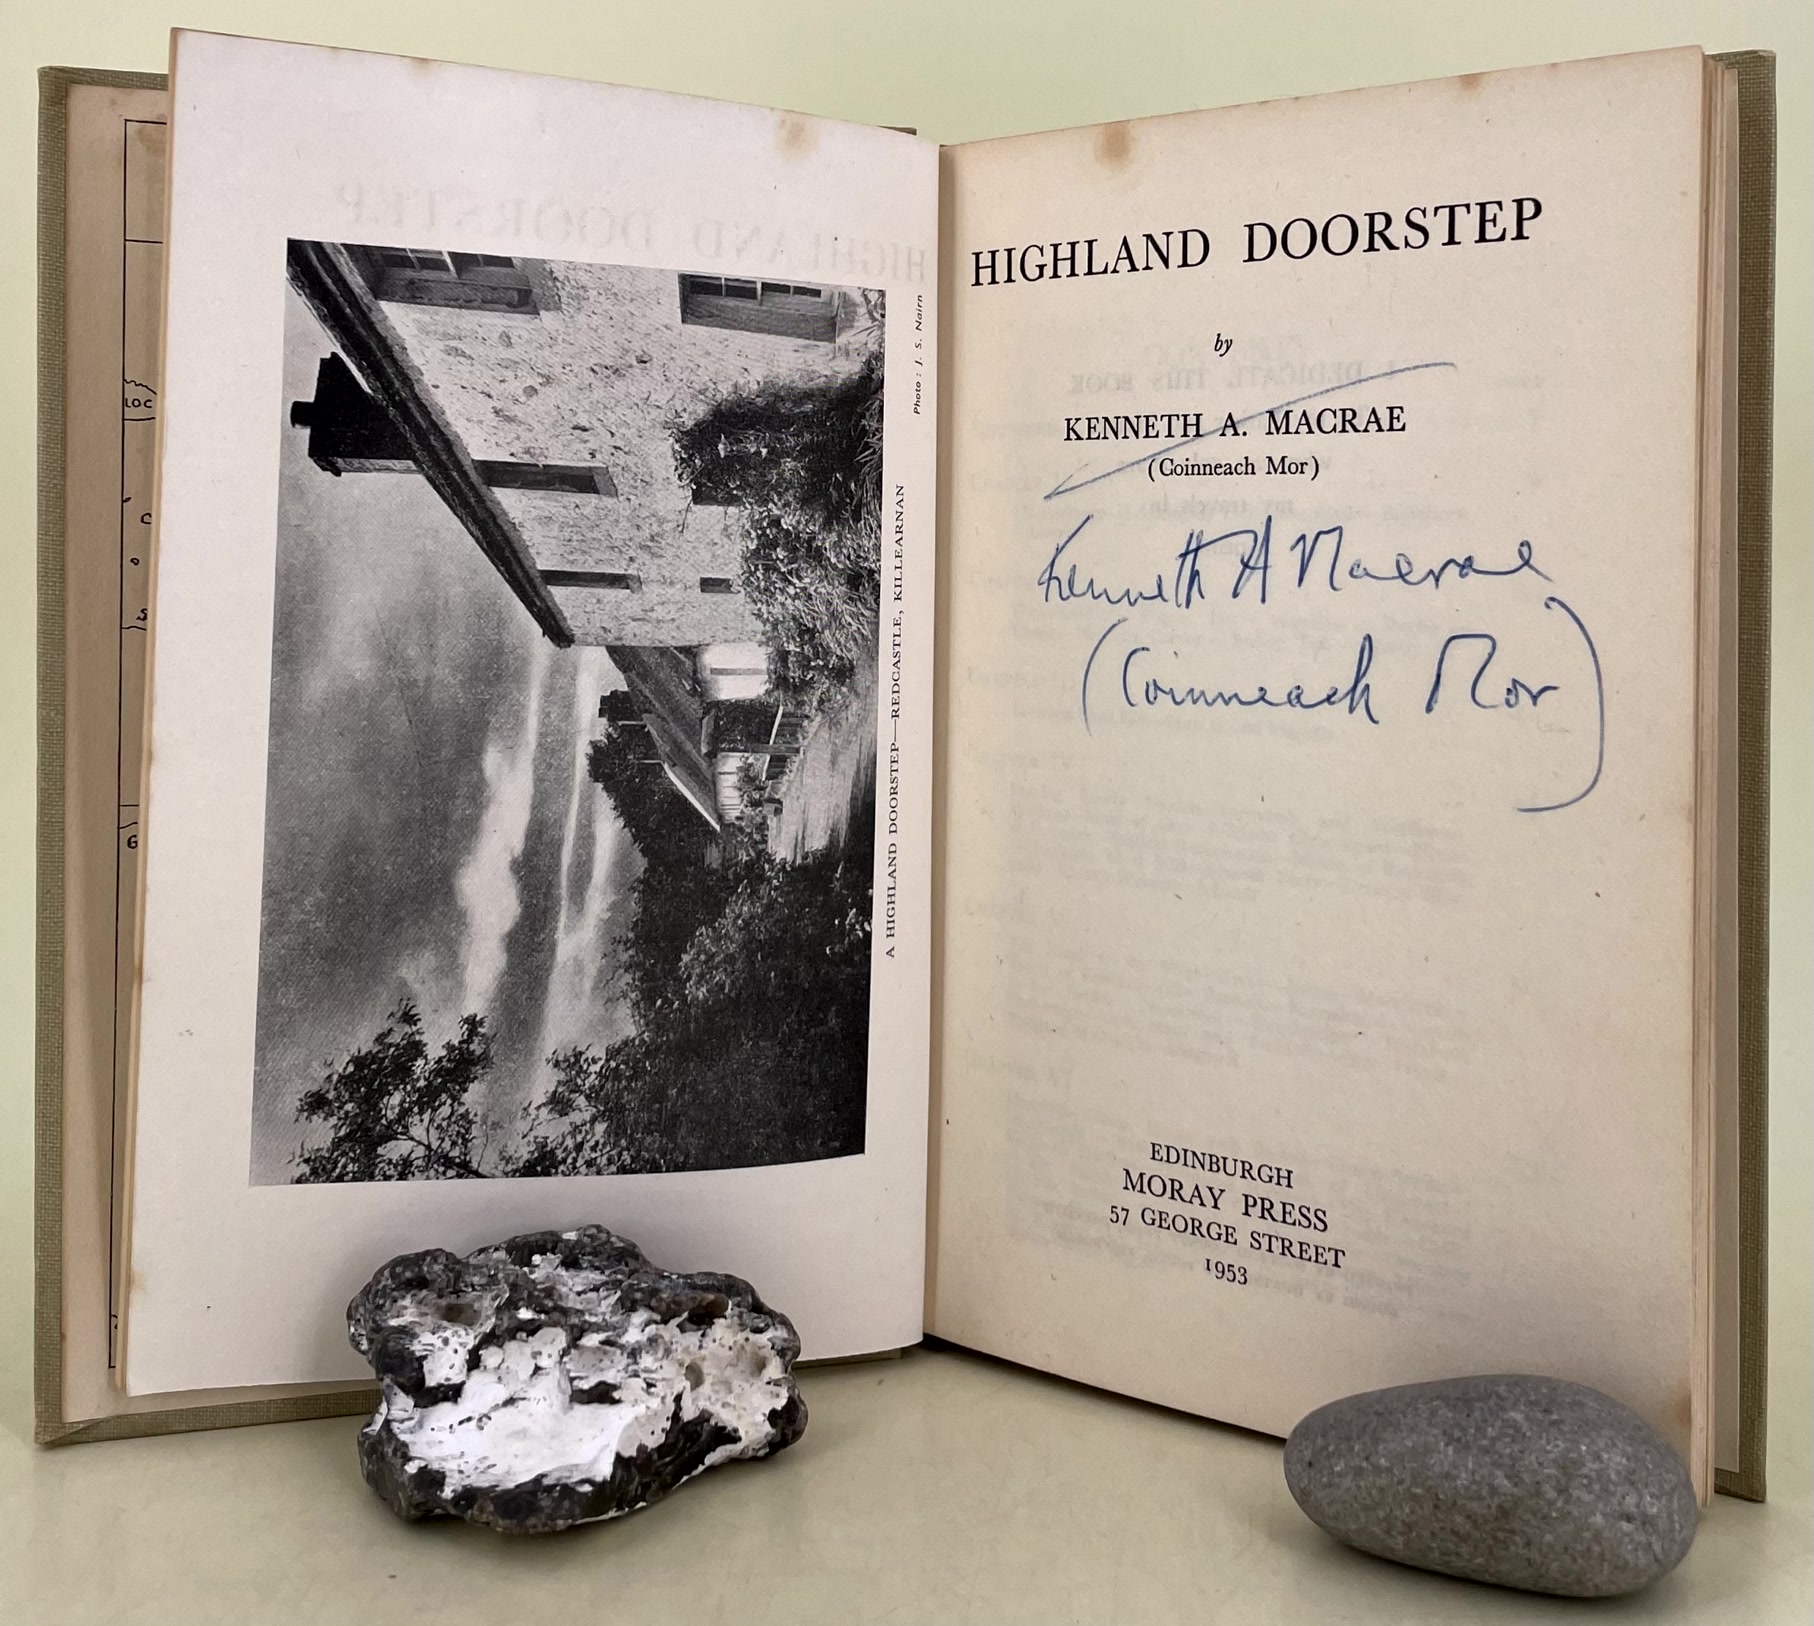 LOC
C
O
S
G
A HIGHLAND DOORSTEP—REDCASTLE, KILLEARNAN
Photo: J. S. Nairn
HIGHLAND DOORSTEP
by
KENNETH A. MACRAE
(Coinneach Mor)
Kenneth A Macrae
(Coinneach Mor)
EDINBURGH
MORAY PRESS
57 GEORGE STREET
1953